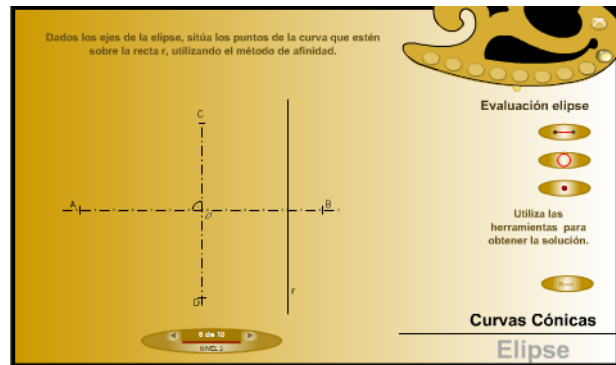 Dados los ejes de la elipse, sitúa los puntos de la curva que estén
sobre la recta r, utilizando el método de afinidad.
Evaluación elipse
C
A
B
O
D
r
Utiliza las
herramientas para
obtener la solución.
6 de 10
NIVEL 2
Curvas Cónicas
Elipse